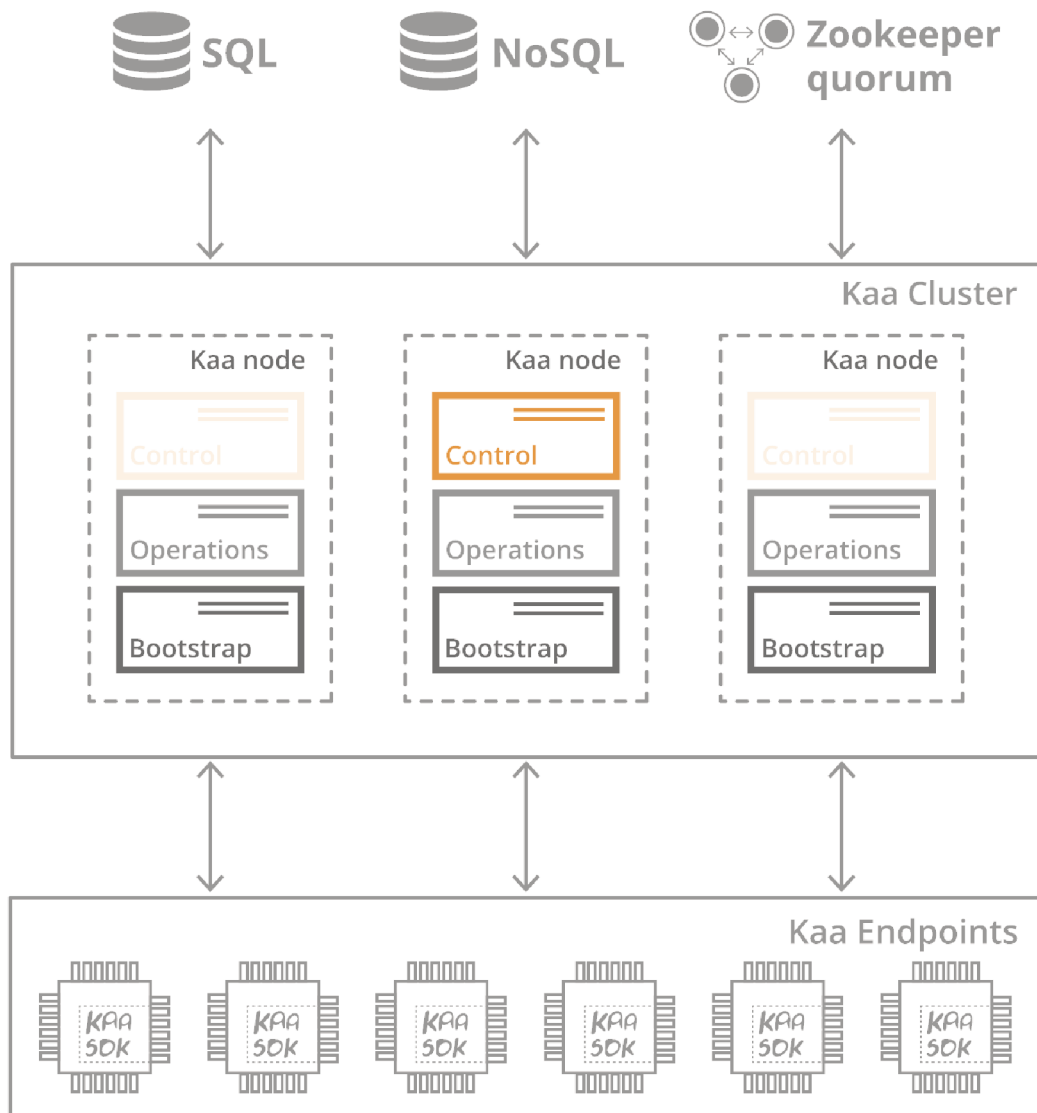 SQL
NoSQL
Zookeeper
quorum
Kaa Cluster
Kaa node
Kaa node
Kaa node
Control
Control
Control
Operations
Operations
Operations
Bootstrap
Bootstrap
Bootstrap
Kaa Endpoints
KAA
SDK
KAA
SDK
KAA
SDK
KAA
SDK
KAA
SDK
KAA
SDK